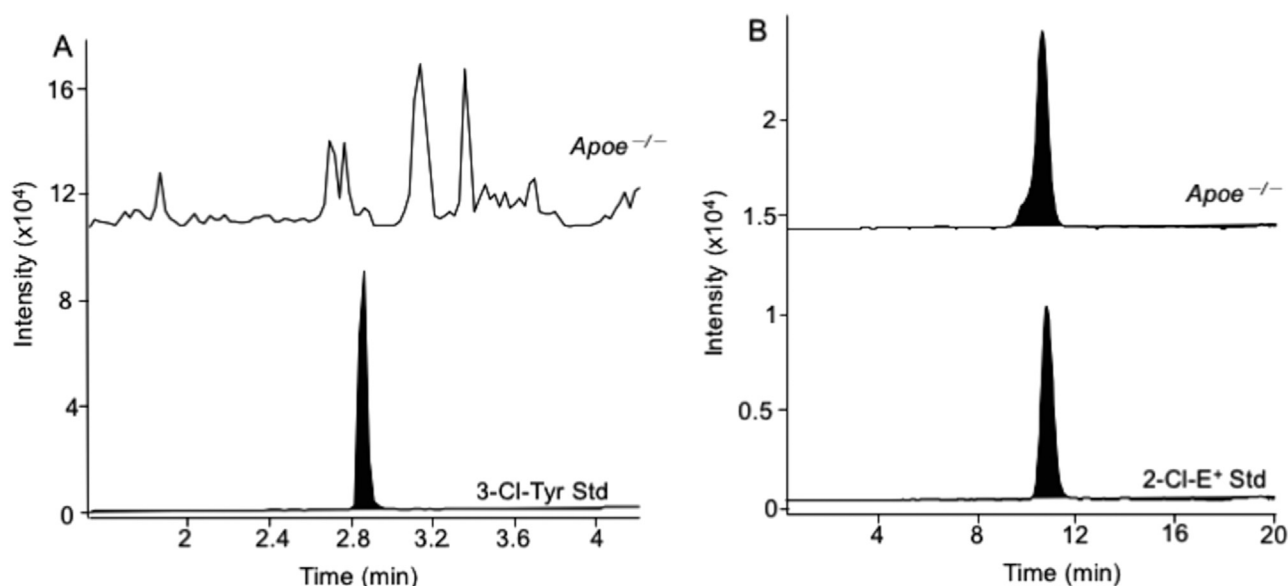 A
Intensity (x10⁴)
16
12
8
4
0
Apoe ⁻/⁻
3-Cl-Tyr Std
2
2.4
2.8
3.2
3.6
4
Time (min)
B
Intensity (x10⁴)
2
1.5
1
0.5
0
Apoe ⁻/⁻
2-Cl-E⁺ Std
4
8
12
16
20
Time (min)